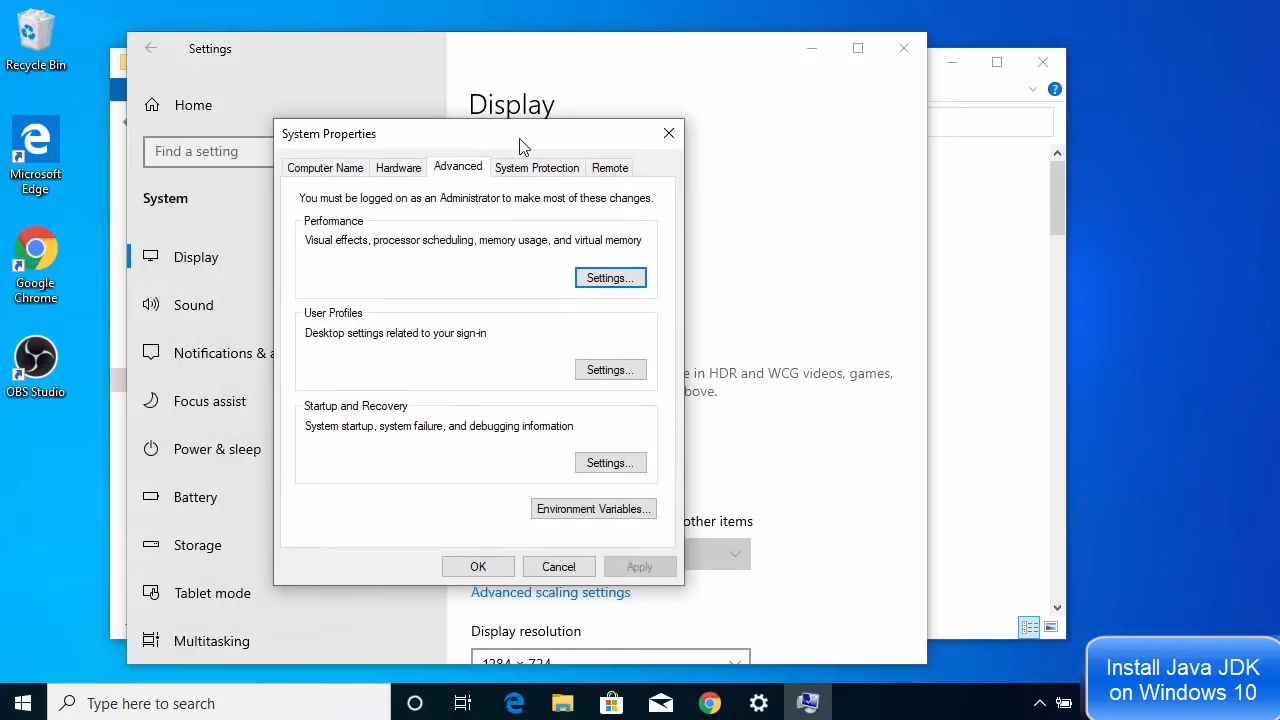 Recycle Bin
Microsoft
Edge
Google
Chrome
OBS Studio
Settings
Home
Find a setting
System
Display
Sound
Notifications & a
Focus assist
Power & sleep
Battery
Storage
Tablet mode
Multitasking
Display
e in HDR and WCG videos, games,
bove.
other items
Advanced scaling settings
Display resolution
1284 × 724
System Properties
Computer Name
Hardware
Advanced
System Protection
Remote
You must be logged on as an Administrator to make most of these changes.
Performance
Visual effects, processor scheduling, memory usage, and virtual memory
Settings...
User Profiles
Desktop settings related to your sign-in
Settings...
Startup and Recovery
System startup, system failure, and debugging information
Settings...
Environment Variables...
OK
Cancel
Apply
Type here to search
Install Java JDK
on Windows 10